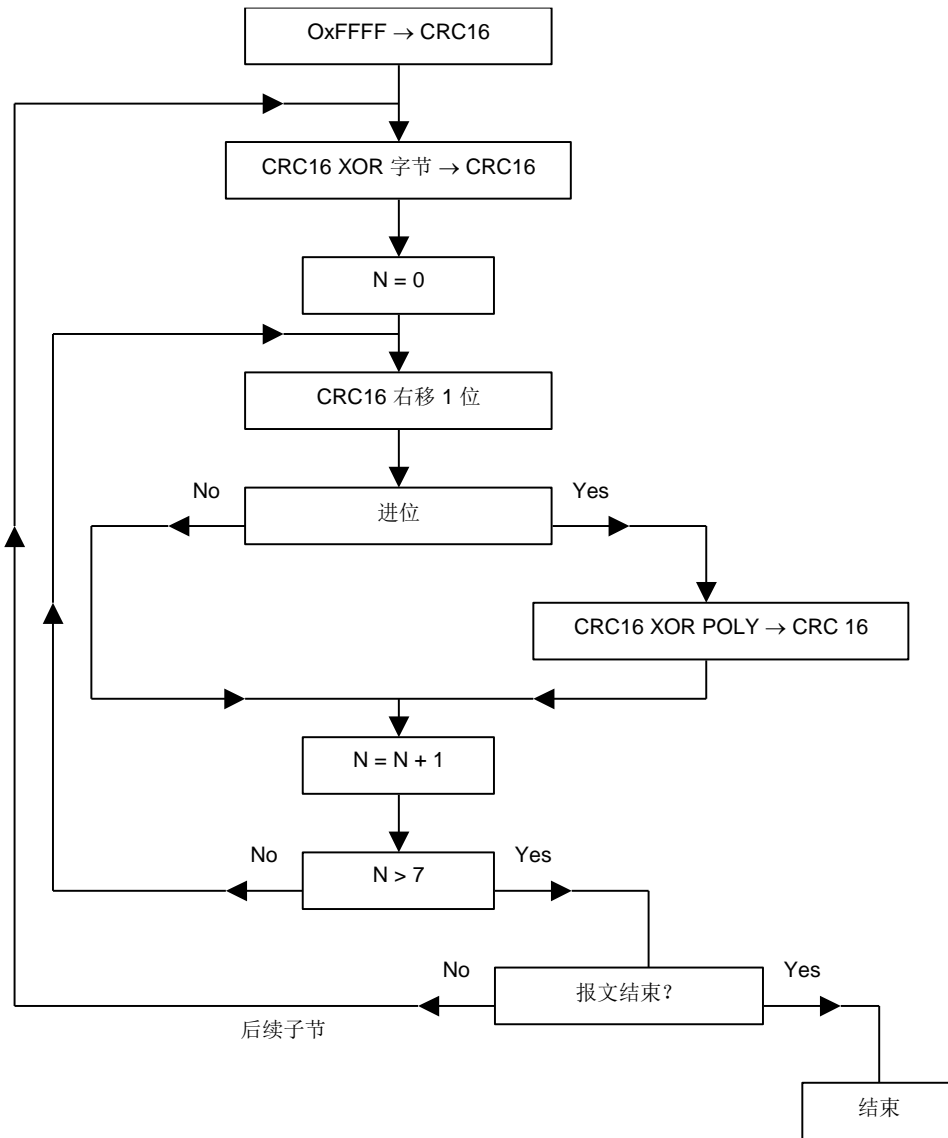 OxFFFF → CRC16
CRC16 XOR 字节 → CRC16
N = 0
CRC16 右移 1 位
No
Yes
进位
CRC16 XOR POLY → CRC 16
N = N + 1
No
Yes
N > 7
No
Yes
报文结束?
后续子节
结束